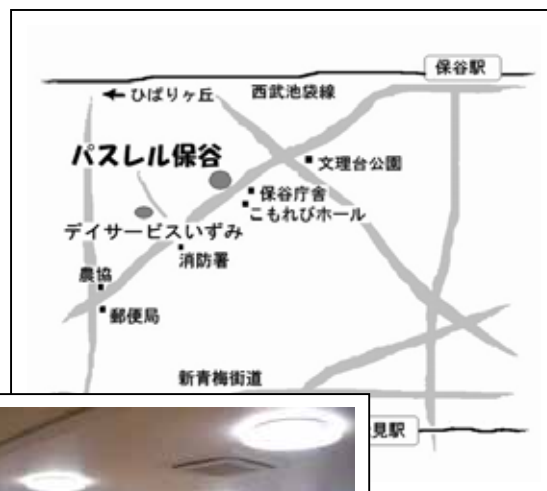 保谷駅
← ひばりヶ丘
西武池袋線
パスレル保谷
文理台公園
保谷庁舎
こもれびホール
デイサービスいずみ
消防署
農協
郵便局
新青梅街道
見駅